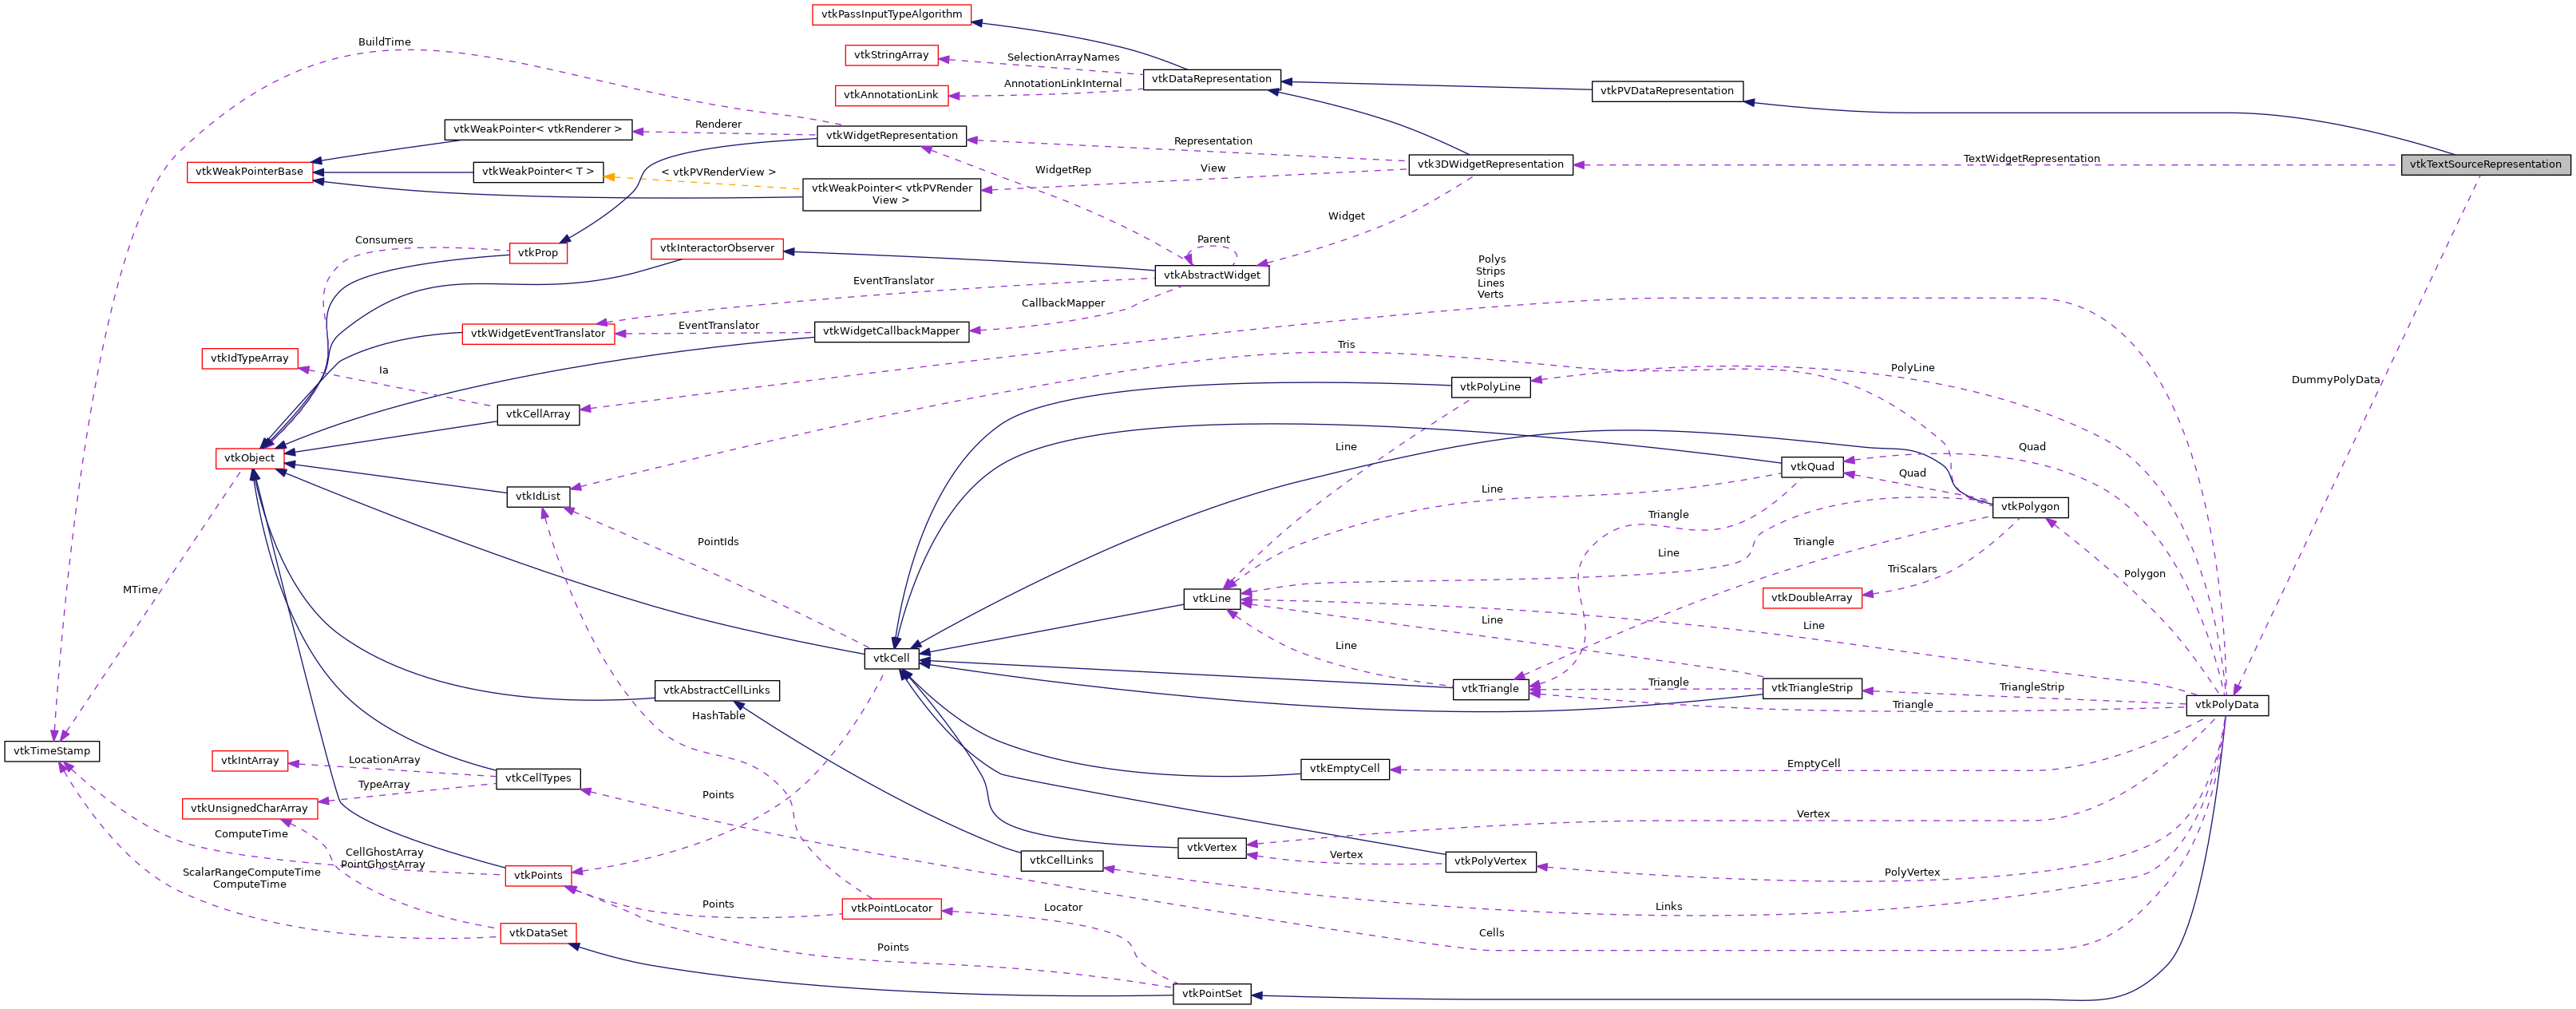 vtkPassInputTypeAlgorithm
BuildTime
vtkStringArray
SelectionArrayNames
vtkDataRepresentation
AnnotationLinkInternal
vtkAnnotationLink
vtkPVDataRepresentation
vtkWeakPointer< vtkRenderer >
Renderer
vtkWidgetRepresentation
Representation
vtk3DWidgetRepresentation
TextWidgetRepresentation
vtkTextSourceRepresentation
vtkWeakPointerBase
vtkWeakPointer< T >
< vtkPVRenderView >
vtkWeakPointer< vtkPVRender
View >
WidgetRep
View
Widget
Consumers
vtkProp
vtkInteractorObserver
Parent
vtkAbstractWidget
EventTranslator
CallbackMapper
Polys
Strips
Lines
Verts
vtkWidgetEventTranslator
EventTranslator
vtkWidgetCallbackMapper
vtkIdTypeArray
Ia
Tris
PolyLine
DummyPolyData
vtkPolyLine
vtkCellArray
Line
Quad
vtkObject
vtkQuad
Quad
vtkIdList
Line
vtkPolygon
Triangle
PointIds
Line
Triangle
TriScalars
Polygon
MTime
vtkLine
vtkDoubleArray
Line
Line
Line
vtkCell
vtkAbstractCellLinks
vtkTriangle
Triangle
vtkTriangleStrip
TriangleStrip
Triangle
vtkPolyData
HashTable
vtkTimeStamp
vtkIntArray
LocationArray
vtkCellTypes
TypeArray
vtkEmptyCell
EmptyCell
vtkUnsignedCharArray
Points
Vertex
ComputeTime
CellGhostArray
PointGhostArray
vtkVertex
Vertex
vtkCellLinks
vtkPolyVertex
PolyVertex
ScalarRangeComputeTime
ComputeTime
vtkPoints
Points
vtkPointLocator
Locator
Links
vtkDataSet
Points
Cells
vtkPointSet